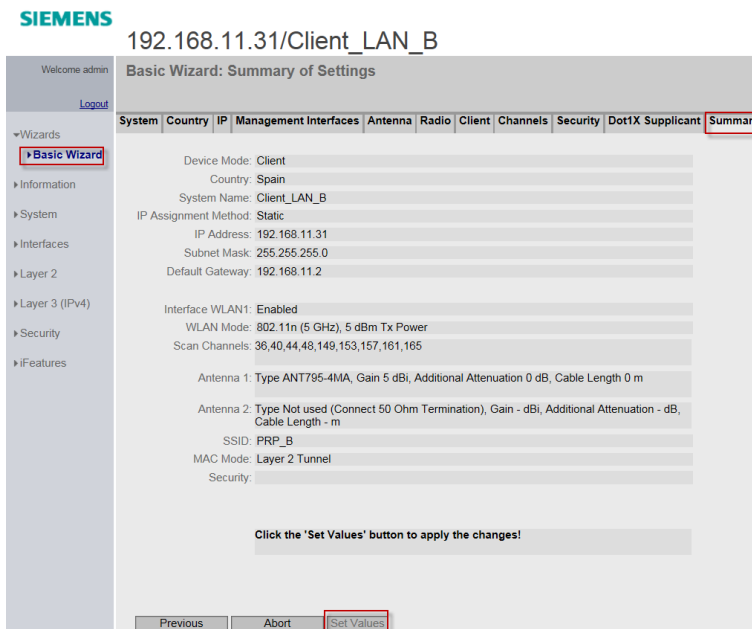 SIEMENS
192.168.11.31/Client_LAN_B
Welcome admin
Logout
Basic Wizard: Summary of Settings
System Country IP Management Interfaces Antenna Radio Client Channels Security Dot1X Supplicant Summar
▾Wizards
▸Basic Wizard
▸Information
▸System
▸Interfaces
▸Layer 2
▸Layer 3 (IPv4)
▸Security
▸iFeatures
Device Mode: Client
Country: Spain
System Name: Client_LAN_B
IP Assignment Method: Static
IP Address: 192.168.11.31
Subnet Mask: 255.255.255.0
Default Gateway: 192.168.11.2
Interface WLAN1: Enabled
WLAN Mode: 802.11n (5 GHz), 5 dBm Tx Power
Scan Channels: 36,40,44,48,149,153,157,161,165
Antenna 1: Type ANT795-4MA, Gain 5 dBi, Additional Attenuation 0 dB, Cable Length 0 m
Antenna 2: Type Not used (Connect 50 Ohm Termination), Gain - dBi, Additional Attenuation - dB,
Cable Length - m
SSID: PRP_B
MAC Mode: Layer 2 Tunnel
Security:
Click the 'Set Values' button to apply the changes!
Previous Abort Set Values